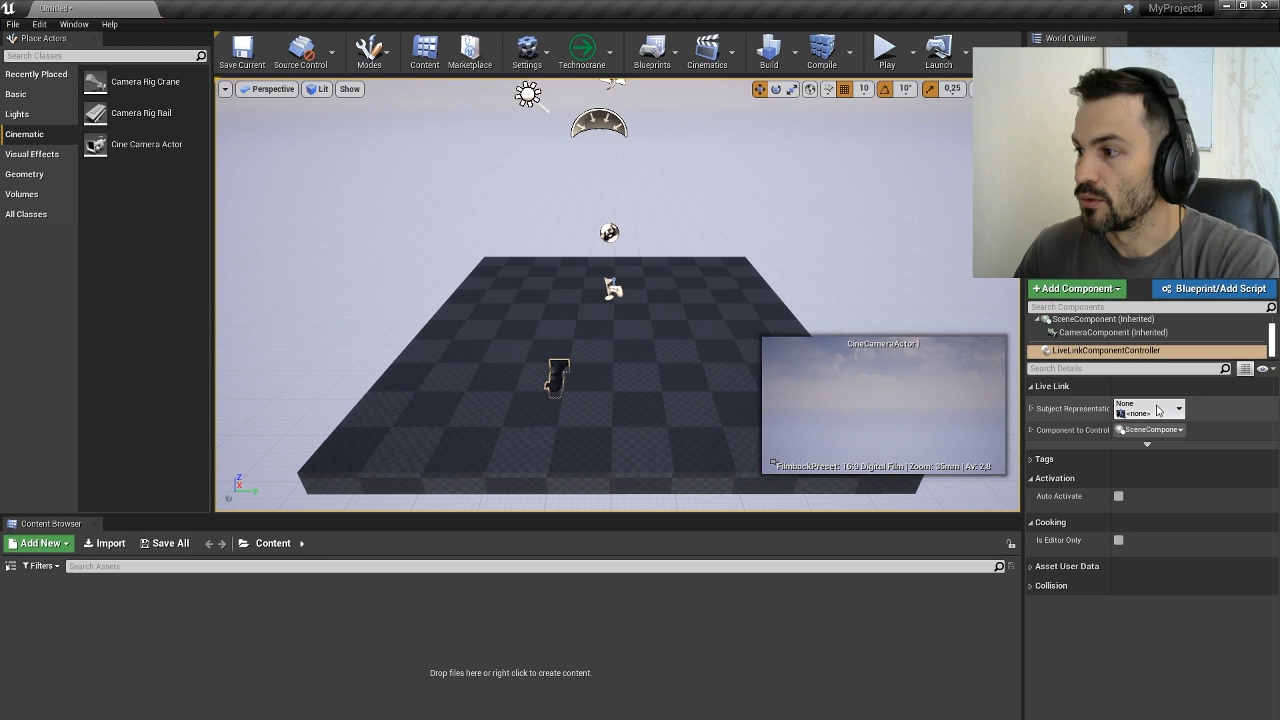 Untitled*
MyProject8
File Edit Window Help
Place Actors
Search Classes
Recently Placed
Basic
Lights
Cinematic
Visual Effects
Geometry
Volumes
All Classes
Camera Rig Crane
Camera Rig Rail
Cine Camera Actor
Save Current
Source Control
Modes
Content
Marketplace
Settings
Technocrane
Blueprints
Cinematics
Build
Compile
Play
Launch
World Outliner
Perspective
Lit
Show
10
10°
0,25
CineCameraActor1
FilmbackPreset: 16:9 Digital Film | Zoom: 35mm | Av: 2,8
Z
X
Y
+Add Component
Blueprint/Add Script
Search Components
SceneComponent (Inherited)
CameraComponent (Inherited)
LiveLinkComponentController
Search Details
Live Link
Subject Representatic
None
<none>
Component to Control
SceneCompone
Tags
Activation
Auto Activate
Cooking
Is Editor Only
Asset User Data
Collision
Content Browser
Add New
Import
Save All
Content
Filters
Search Assets
Drop files here or right click to create content.